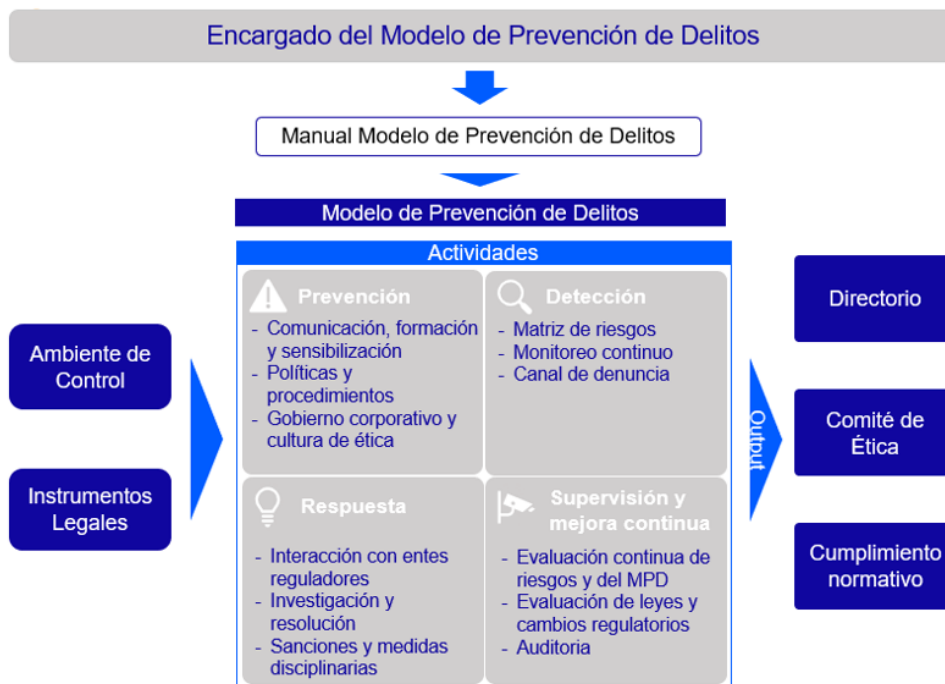 Encargado del Modelo de Prevención de Delitos
Manual Modelo de Prevención de Delitos
Modelo de Prevención de Delitos
Actividades
Ambiente de
Control
Instrumentos
Legales
Prevención
- Comunicación, formación
y sensibilización
- Políticas y
procedimientos
- Gobierno corporativo y
cultura de ética
Detección
- Matriz de riesgos
- Monitoreo continuo
- Canal de denuncia
Respuesta
- Interacción con entes
reguladores
- Investigación y
resolución
- Sanciones y medidas
disciplinarias
Supervisión y
mejora continua
- Evaluación continua de
riesgos y del MPD
- Evaluación de leyes y
cambios regulatorios
- Auditoria
Output
Directorio
Comité de
Ética
Cumplimiento
normativo